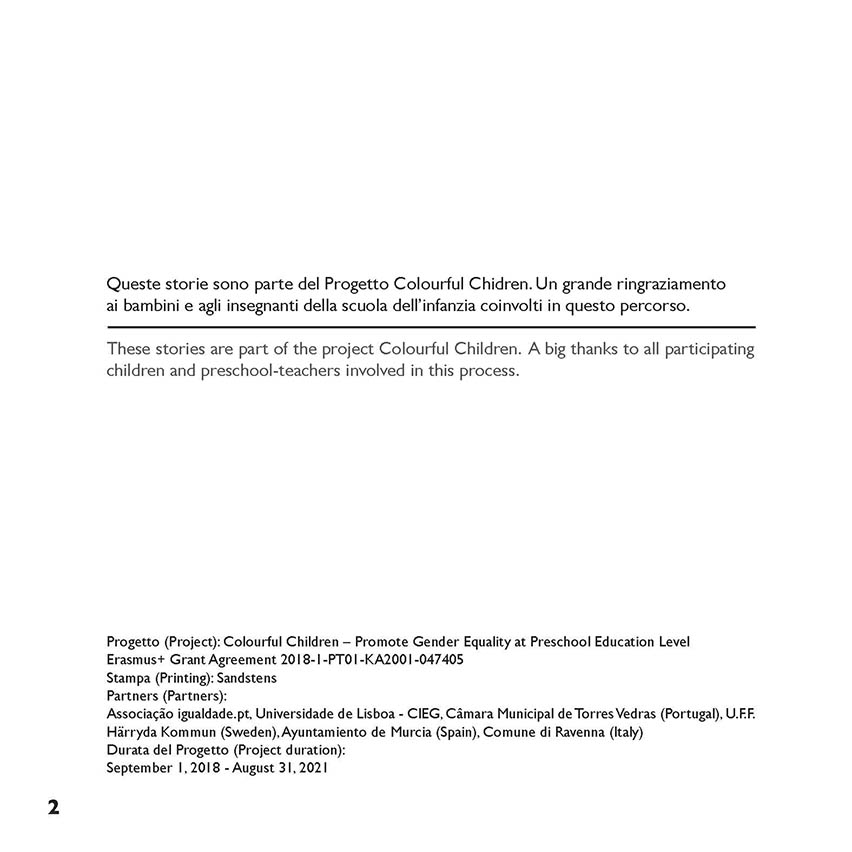 Queste storie sono parte del Progetto Colourful Chidren. Un grande ringraziamento
ai bambini e agli insegnanti della scuola dell'infanzia coinvolti in questo percorso.
These stories are part of the project Colourful Children. A big thanks to all participating
children and preschool-teachers involved in this process.
Progetto (Project): Colourful Children – Promote Gender Equality at Preschool Education Level
Erasmus+ Grant Agreement 2018-1-PT01-KA2001-047405
Stampa (Printing): Sandstens
Partners (Partners):
Associação igualdade.pt, Universidade de Lisboa - CIEG, Câmara Municipal de Torres Vedras (Portugal), U.F.F.
Härryda Kommun (Sweden), Ayuntamiento de Murcia (Spain), Comune di Ravenna (Italy)
Durata del Progetto (Project duration):
September 1, 2018 - August 31, 2021
2